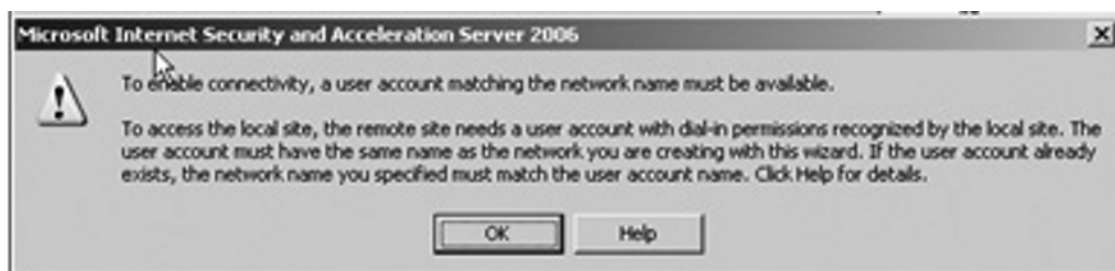 Microsoft Internet Security and Acceleration Server 2006
To enable connectivity, a user account matching the network name must be available.
To access the local site, the remote site needs a user account with dial-in permissions recognized by the local site. The
user account must have the same name as the network you are creating with this wizard. If the user account already
exists, the network name you specified must match the user account name. Click Help for details.
OK
Help